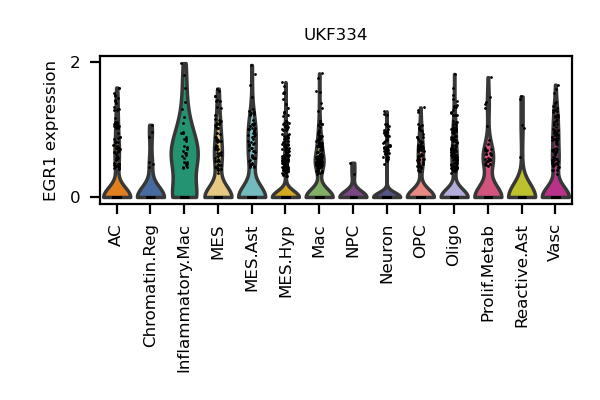 UKF334
EGR1 expression
2
0
AC
Chromatin.Reg
Inflammatory.Mac
MES
MES.Ast
MES.Hyp
Mac
NPC
Neuron
OPC
Oligo
Prolif.Metab
Reactive.Ast
Vasc